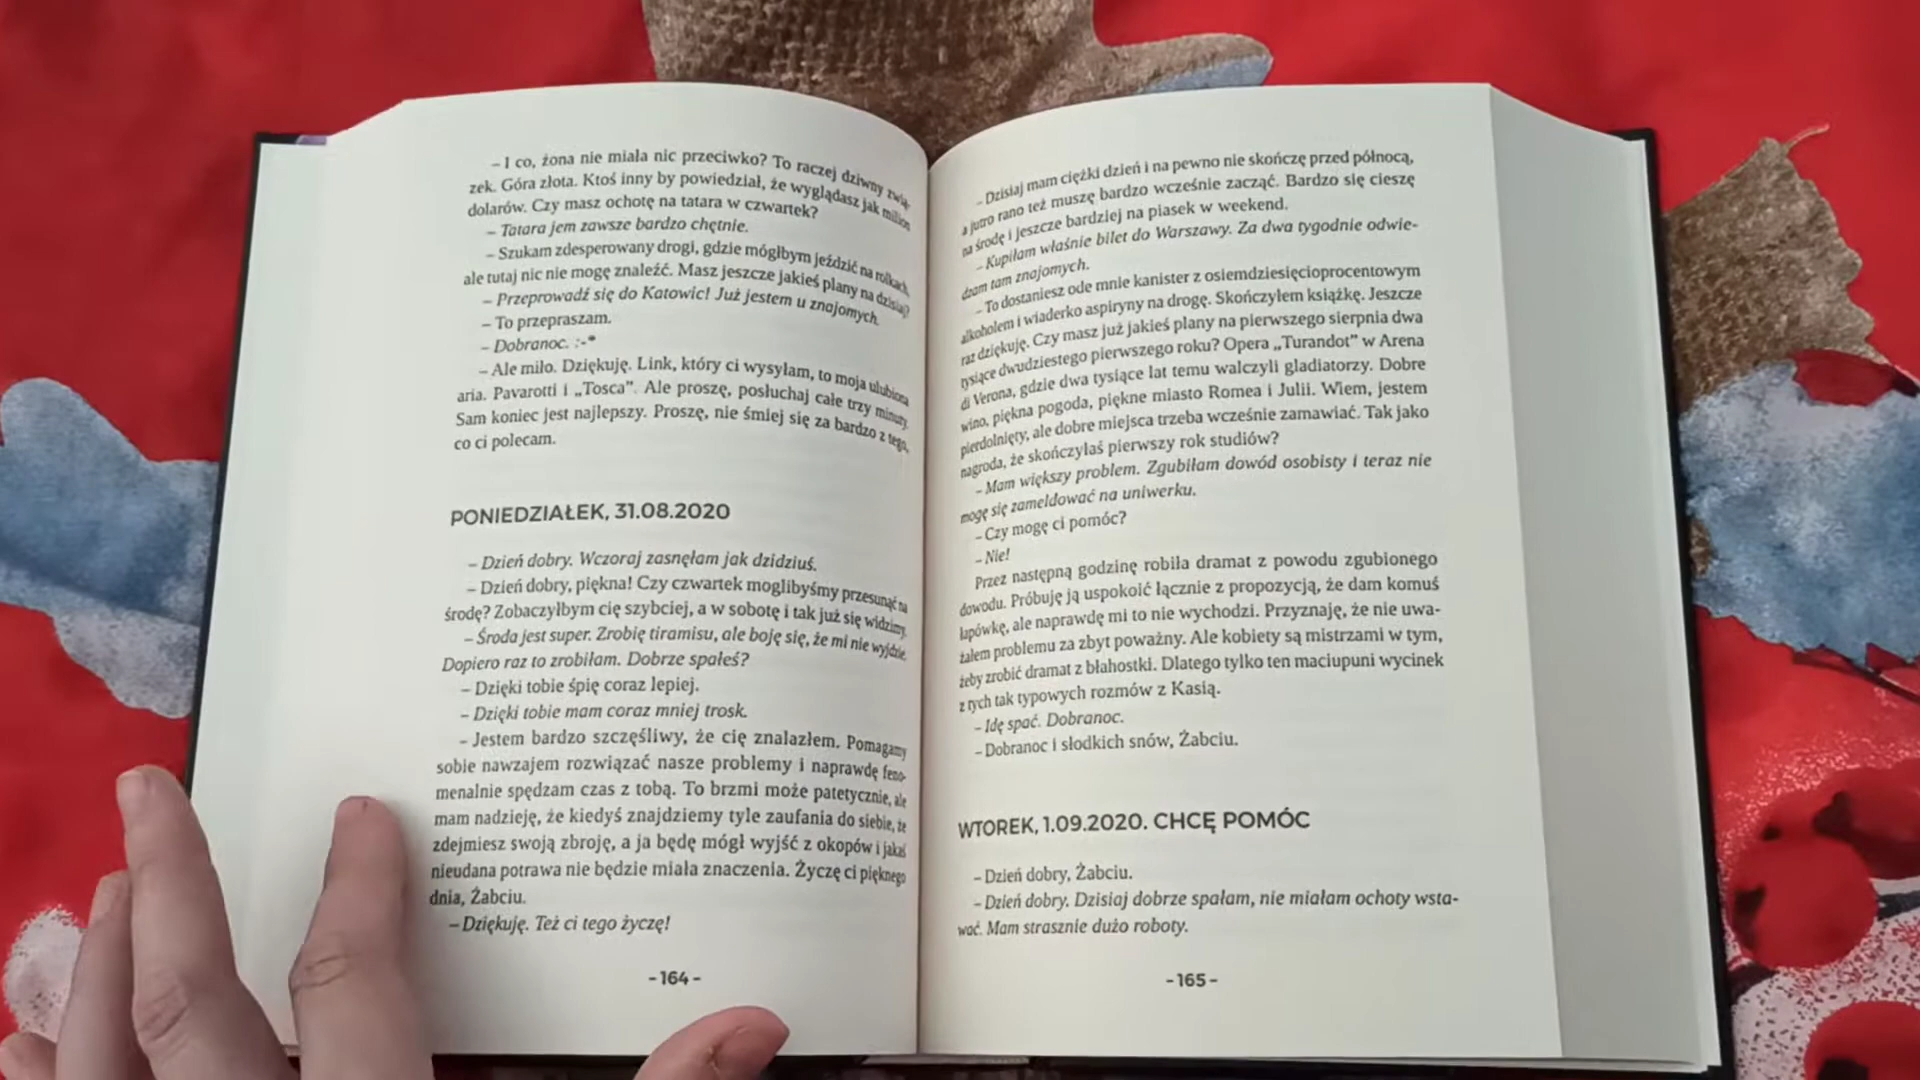 – I co, żona nie miała nic przeciwko? To raczej dziwny zwią-
zek. Góra złota. Ktoś inny by powiedział, że wyglądasz jak milion
dolarów. Czy masz ochotę na tatara w czwartek?
– Tatara jem zawsze bardzo chętnie.
– Szukam zdesperowany drogi, gdzie mógłbym jeździć na rolkach,
ale tutaj nic nie mogę znaleźć. Masz jeszcze jakieś plany na dzisiaj?
– Przeprowadź się do Katowic! Już jestem u znajomych.
– To przepraszam.
– Dobranoc. :-*
– Ale miło. Dziękuję. Link, który ci wysyłam, to moja ulubiona
aria. Pavarotti i „Tosca”. Ale proszę, posłuchaj całe trzy minuty.
Sam koniec jest najlepszy. Proszę, nie śmiej się za bardzo z tego,
co ci polecam.
PONIEDZIAŁEK, 31.08.2020
– Dzień dobry. Wczoraj zasnęłam jak dzidziuś.
– Dzień dobry, piękna! Czy czwartek moglibyśmy przesunąć na
środę? Zobaczyłbym cię szybciej, a w sobotę i tak już się widzimy.
– Środa jest super. Zrobię tiramisu, ale boję się, że mi nie wyjdzie.
Dopiero raz to zrobiłam. Dobrze spałeś?
– Dzięki tobie śpię coraz lepiej.
– Dzięki tobie mam coraz mniej trosk.
– Jestem bardzo szczęśliwy, że cię znalazłem. Pomagamy
sobie nawzajem rozwiązać nasze problemy i naprawdę feno-
menalnie spędzam czas z tobą. To brzmi może patetycznie, ale
mam nadzieję, że kiedyś znajdziemy tyle zaufania do siebie, że
zdejmiesz swoją zbroję, a ja będę mógł wyjść z okopów i jakaś
nieudana potrawa nie będzie miała znaczenia. Życzę ci pięknego
dnia, Żabciu.
– Dziękuję. Też ci tego życzę!
- 164 -
– Dzisiaj mam ciężki dzień i na pewno nie skończę przed północą,
a jutro rano też muszę bardzo wcześnie zacząć. Bardzo się cieszę
na środę i jeszcze bardziej na piasek w weekend.
– Kupiłam właśnie bilet do Warszawy. Za dwa tygodnie odwie-
dzam tam znajomych.
– To dostaniesz ode mnie kanister z osiemdziesięcioprocentowym
alkoholem i wiaderko aspiryny na drogę. Skończyłem książkę. Jeszcze
raz dziękuję. Czy masz już jakieś plany na pierwszego sierpnia dwa
tysiące dwudziestego pierwszego roku? Opera „Turandot” w Arena
di Verona, gdzie dwa tysiące lat temu walczyli gladiatorzy. Dobre
wino, piękna pogoda, piękne miasto Romea i Julii. Wiem, jestem
pierdolnięty, ale dobre miejsca trzeba wcześnie zamawiać. Tak jako
nagroda, że skończyłaś pierwszy rok studiów?
– Mam większy problem. Zgubiłam dowód osobisty i teraz nie
mogę się zameldować na uniwerku.
– Czy mogę ci pomóc?
– Nie!
Przez następną godzinę robiła dramat z powodu zgubionego
dowodu. Próbuję ją uspokoić łącznie z propozycją, że dam komuś
łapówkę, ale naprawdę mi to nie wychodzi. Przyznaję, że nie uwa-
żałem problemu za zbyt poważny. Ale kobiety są mistrzami w tym,
żeby zrobić dramat z błahostki. Dlatego tylko ten maciupuni wycinek
z tych tak typowych rozmów z Kasią.
– Idę spać. Dobranoc.
– Dobranoc i słodkich snów, Żabciu.
WTOREK, 1.09.2020. CHCĘ POMÓC
– Dzień dobry, Żabciu.
– Dzień dobry. Dzisiaj dobrze spałam, nie miałam ochoty wsta-
wać. Mam strasznie dużo roboty.
- 165 -